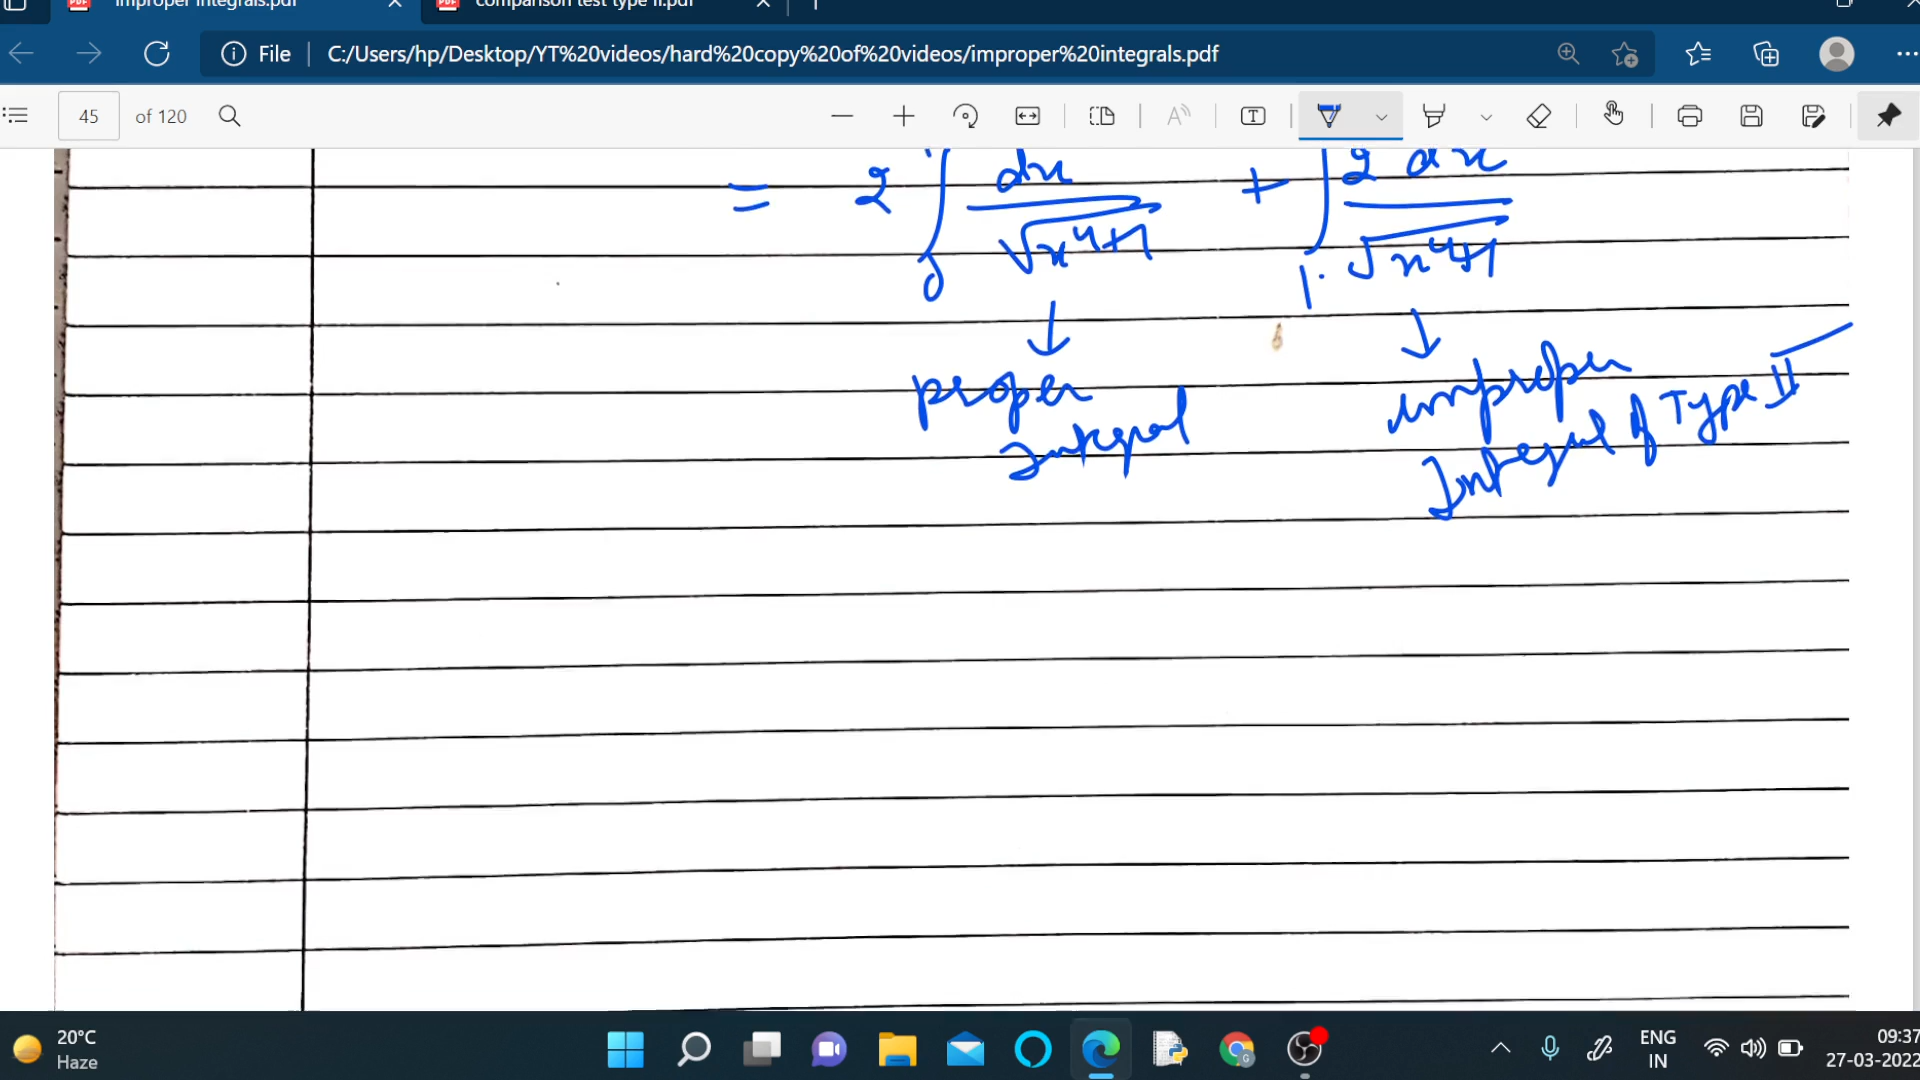 improper integrals.pdf
comparison test type ii.pdf
File
C:/Users/hp/Desktop/YT%20videos/hard%20copy%20of%20videos/improper%20integrals.pdf
45 of 120
= 2 ∫ dx / √x⁴+1 + ∫ 2 dx / √x⁴+1
0 1
proper
Integral
improper
Integral of Type II
20°C
Haze
ENG
IN
09:37
27-03-2022